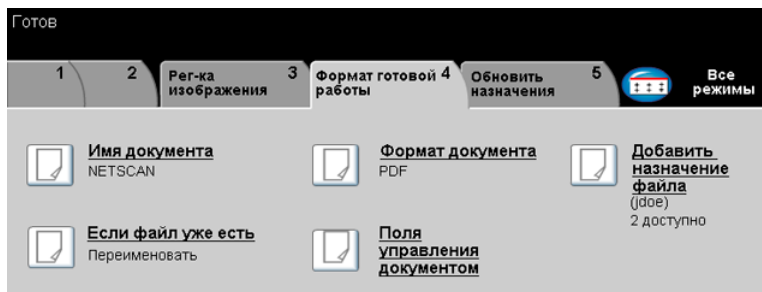 Готов
1
2
Рег-ка 3
изображения
Формат готовой 4
работы
Обновить 5
назначения
Все
режимы
Имя документа
NETSCAN
Формат документа
PDF
Добавить
назначение
файла
(jdoe)
2 доступно
Если файл уже есть
Переименовать
Поля
управления
документом